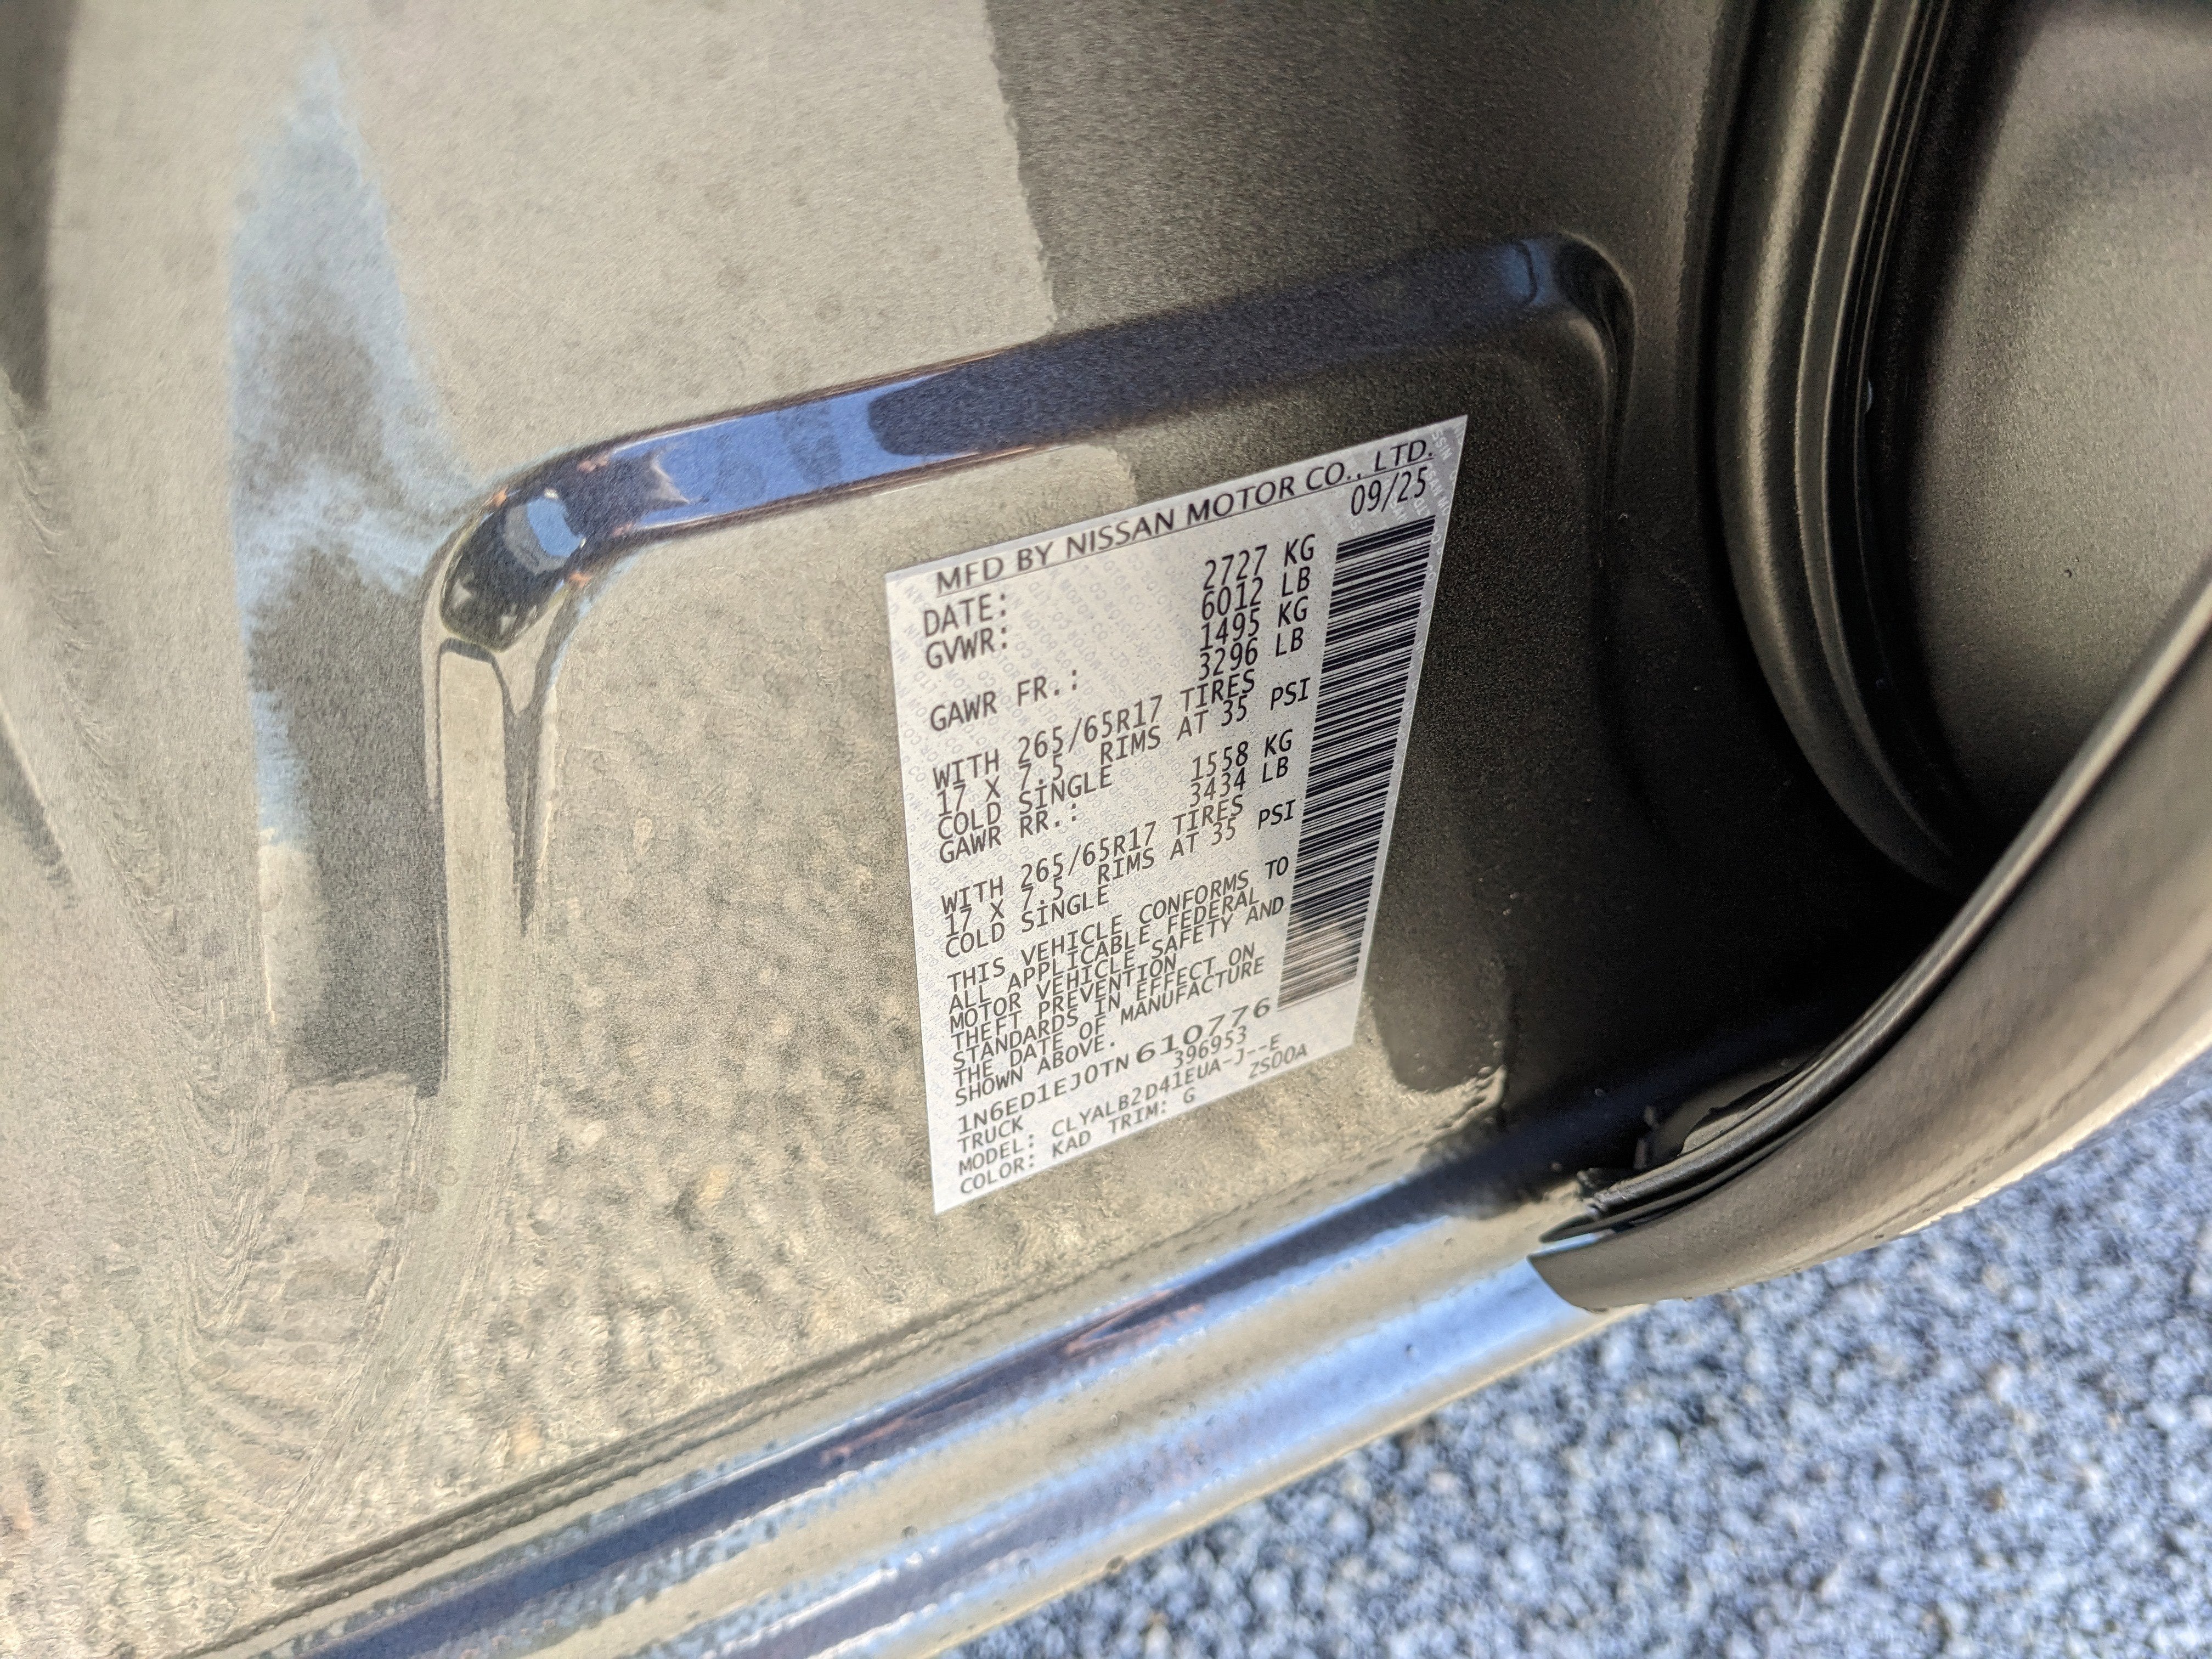 MFD BY NISSAN MOTOR CO., LTD.
DATE: 09/25
GVWR: 2727 KG
6012 LB
GAWR FR.: 1495 KG
3296 LB
WITH 265/65R17 TIRES
17 X 7.5 RIMS AT 35 PSI
COLD SINGLE
GAWR RR.: 1558 KG
3434 LB
WITH 265/65R17 TIRES
17 X 7.5 RIMS AT 35 PSI
COLD SINGLE
THIS VEHICLE CONFORMS TO
ALL APPLICABLE FEDERAL
MOTOR VEHICLE SAFETY AND
THEFT PREVENTION
STANDARDS IN EFFECT ON
THE DATE OF MANUFACTURE
SHOWN ABOVE.
1N6ED1EJ0TN610776
TRUCK 396953
MODEL: CLYALB2D41EUA-J--E
COLOR: KAD TRIM: G ZS00A